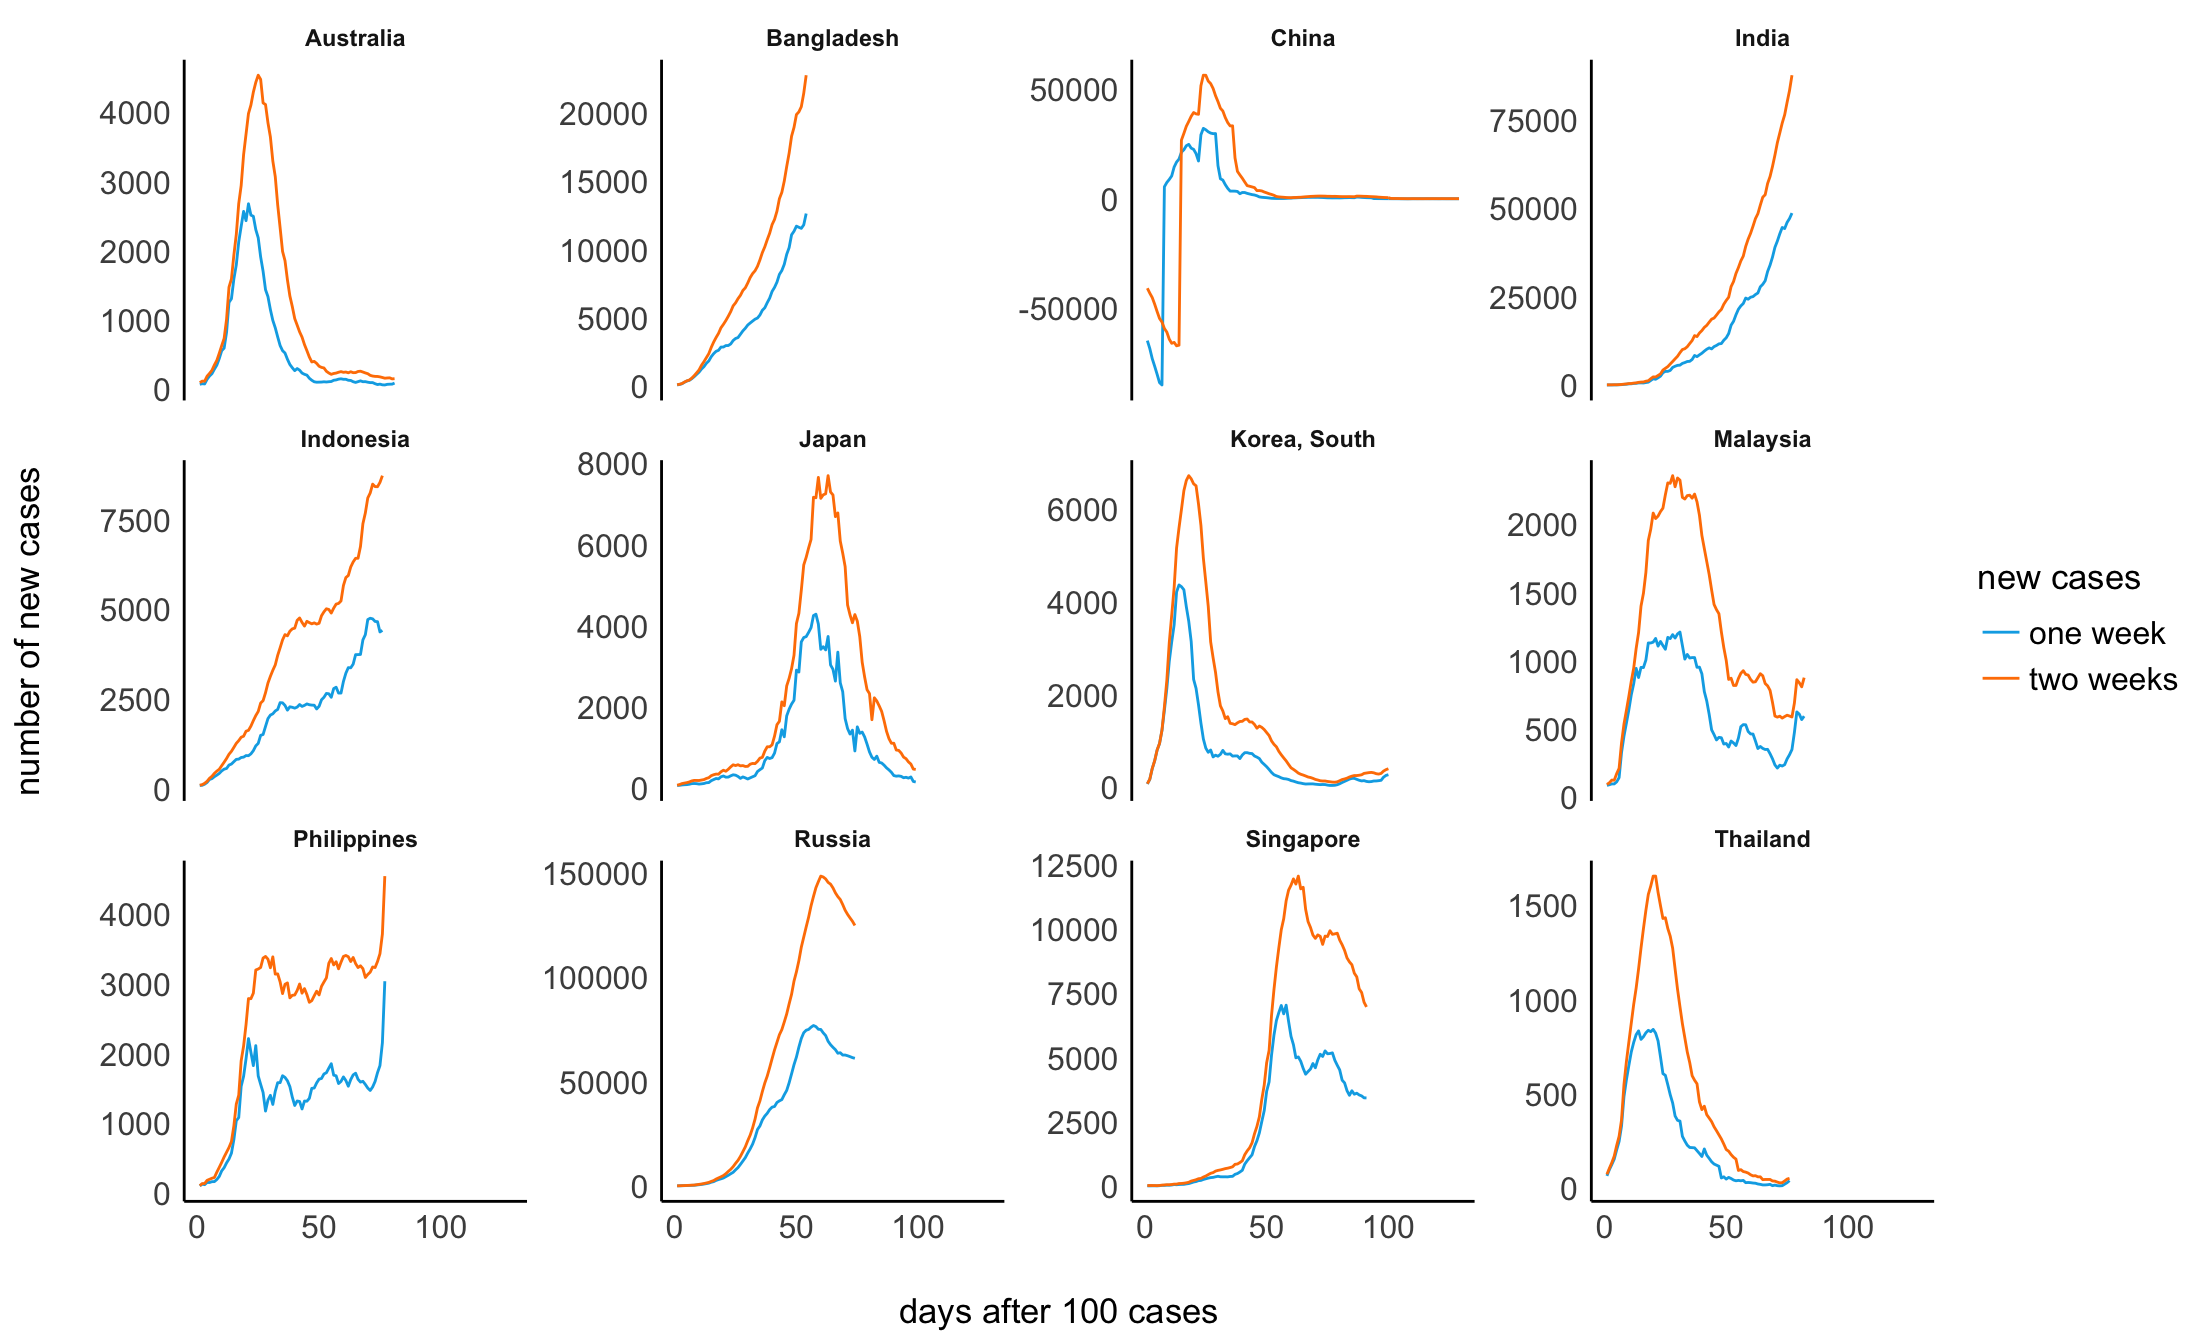 Australia
Bangladesh
China
India
4000
3000
2000
1000
0
20000
15000
10000
5000
0
50000
0
-50000
75000
50000
25000
0
Indonesia
Japan
Korea, South
Malaysia
7500
5000
2500
0
8000
6000
4000
2000
0
6000
4000
2000
0
2000
1500
1000
500
0
Philippines
Russia
Singapore
Thailand
4000
3000
2000
1000
0
150000
100000
50000
0
12500
10000
7500
5000
2500
0
1500
1000
500
0
0 50 100
0 50 100
0 50 100
0 50 100
days after 100 cases
number of new cases
new cases
one week
two weeks